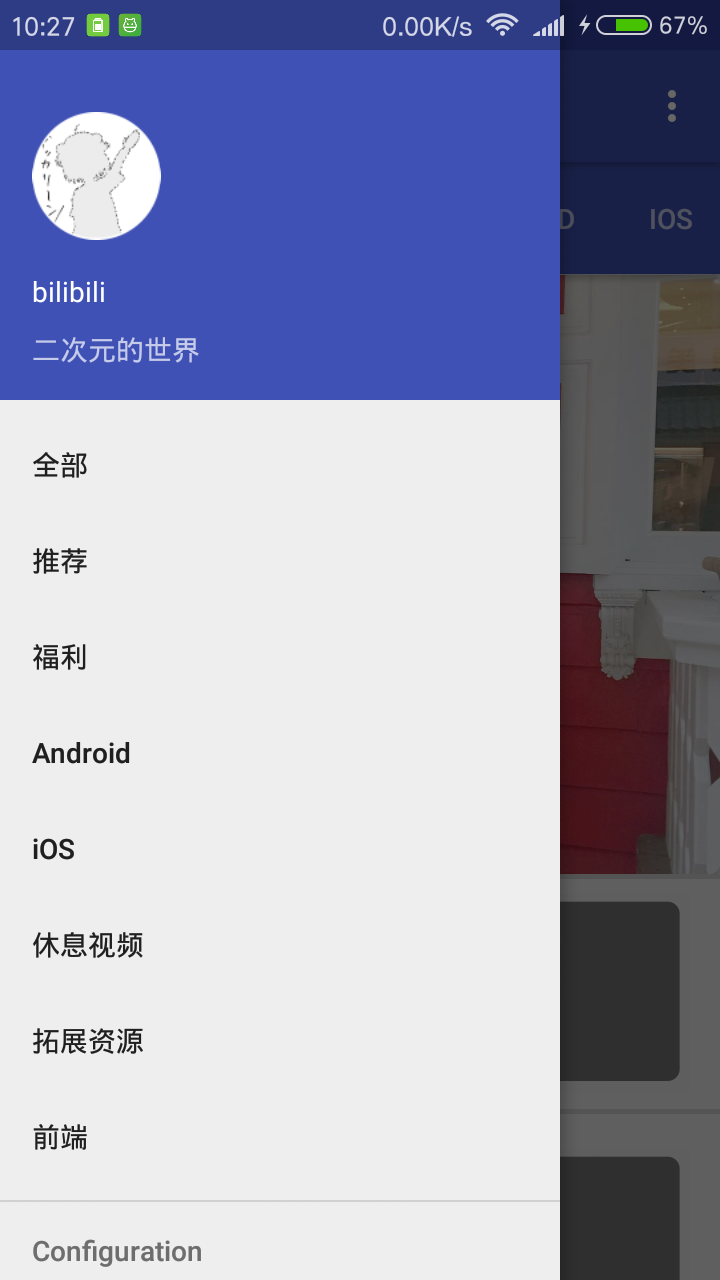 10:27 0.00K/s 67%
D IOS
bilibili
二次元的世界
全部
推荐
福利
Android
iOS
休息视频
拓展资源
前端
Configuration